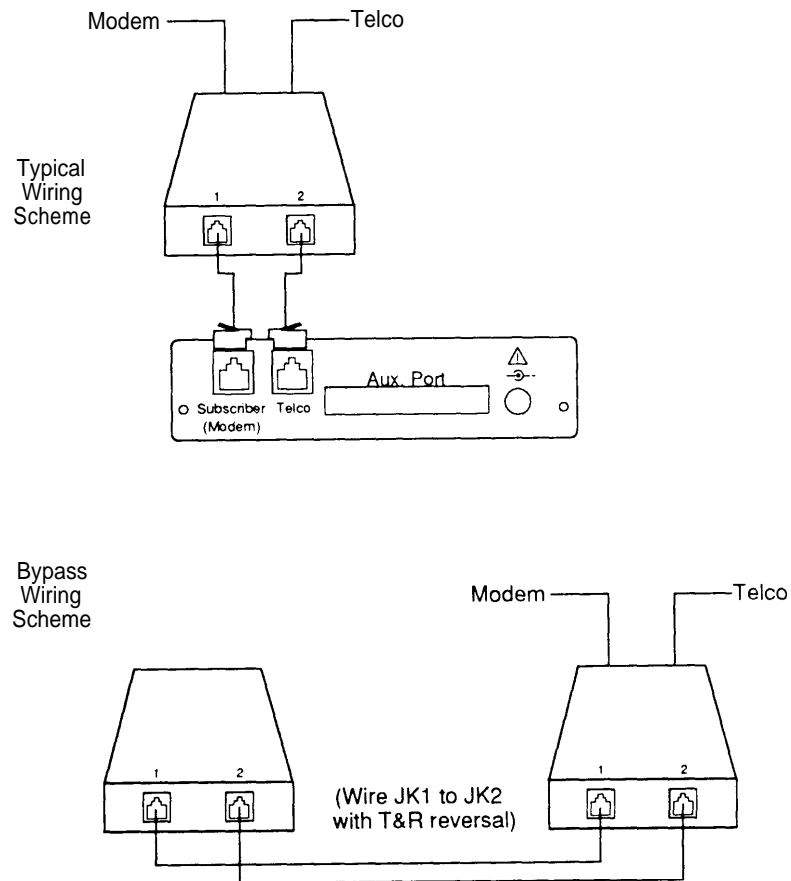 Modem
Telco
Typical
Wiring
Scheme
1 2
Aux. Port
Subscriber Telco
(Modem)
Bypass
Wiring
Scheme
Modem
Telco
1 2
(Wire JK1 to JK2
with T&R reversal)
1 2